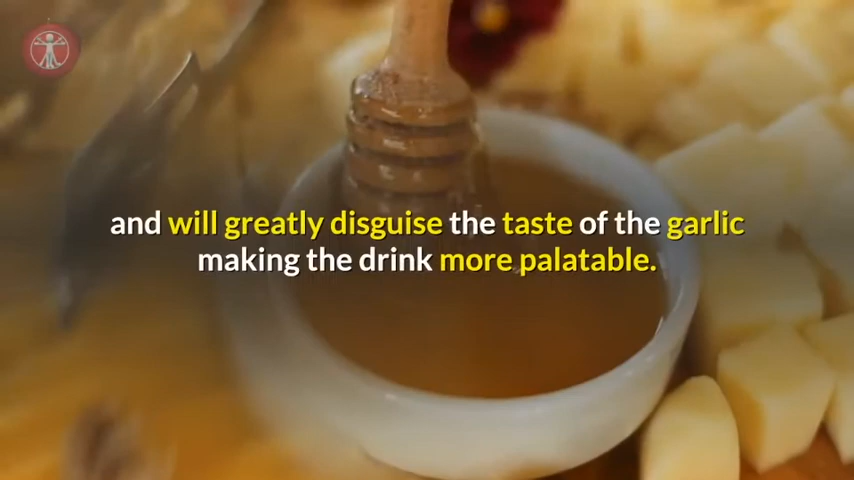 and will greatly disguise the taste of the garlic
making the drink more palatable.